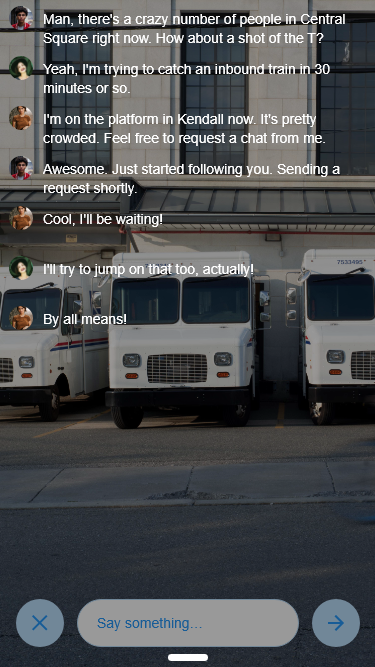 Man, there's a crazy number of people in Central
Square right now. How about a shot of the T?
Yeah, I'm trying to catch an inbound train in 30
minutes or so.
I'm on the platform in Kendall now. It's pretty
crowded. Feel free to request a chat from me.
Awesome. Just started following you. Sending a
request shortly.
Cool, I'll be waiting!
I'll try to jump on that too, actually!
7533495
By all means!
Say something...